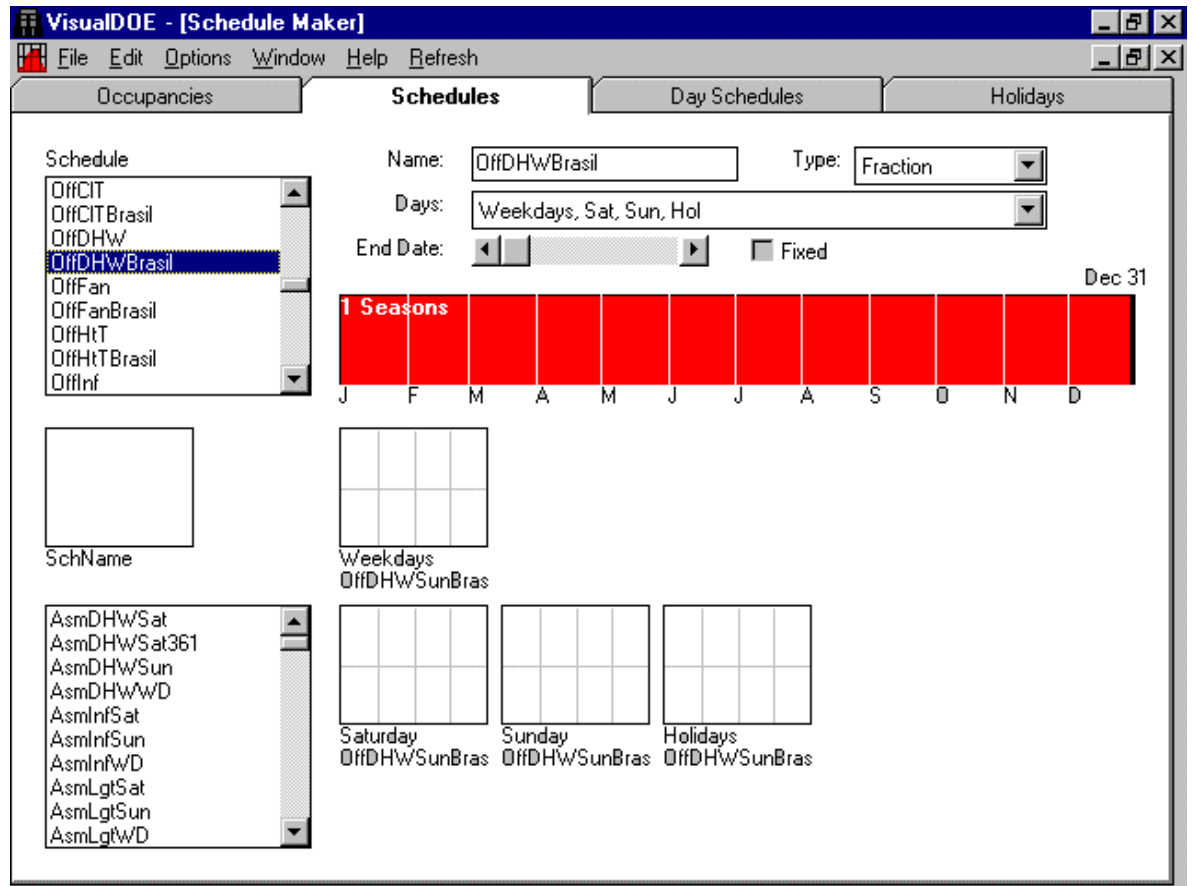 VisualDOE - [Schedule Maker]
File Edit Options Window Help Refresh
Occupancies Schedules Day Schedules Holidays
Schedule
OffCIT
OffCITBrasil
OffDHW
OffDHWBrasil
OffFan
OffFanBrasil
OffHtT
OffHtTBrasil
OffInf
Name: OffDHWBrasil Type: Fraction
Days: Weekdays, Sat, Sun, Hol
End Date: Fixed
Dec 31
1 Seasons
J F M A M J J A S O N D
SchName
Weekdays
OffDHWSunBras
AsmDHWSat
AsmDHWSat361
AsmDHWSun
AsmDHWWD
AsmInfSat
AsmInfSun
AsmInfWD
AsmLgtSat
AsmLgtSun
AsmLgtWD
Saturday Sunday Holidays
OffDHWSunBras OffDHWSunBras OffDHWSunBras